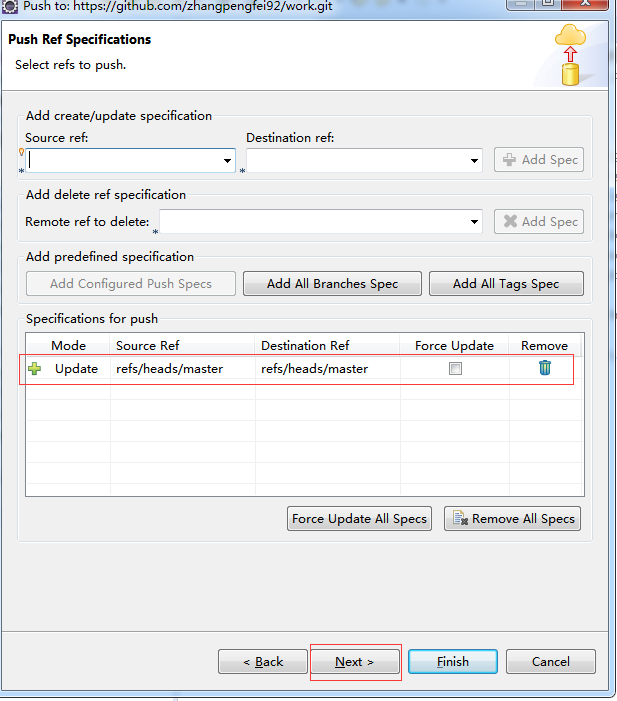 Push to: https://github.com/zhangpengfei92/work.git
Push Ref Specifications
Select refs to push.
Add create/update specification
Source ref: Destination ref:
* * Add Spec
Add delete ref specification
Remote ref to delete: * Add Spec
Add predefined specification
Add Configured Push Specs Add All Branches Spec Add All Tags Spec
Specifications for push
Mode Source Ref Destination Ref Force Update Remove
Update refs/heads/master refs/heads/master
Force Update All Specs Remove All Specs
< Back Next > Finish Cancel